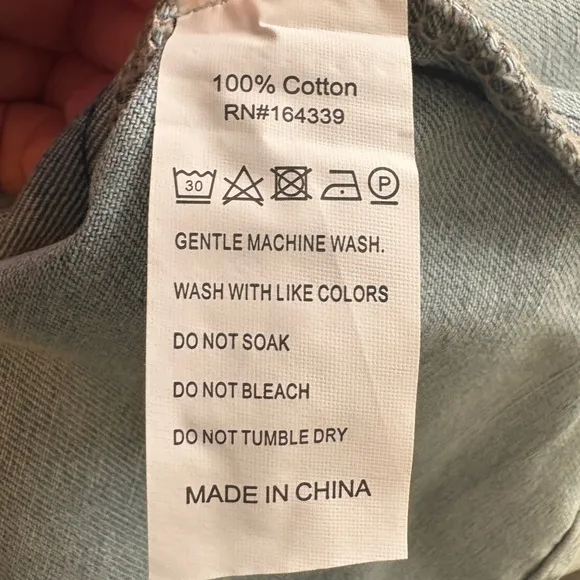 100% Cotton
RN#164339
30 P
GENTLE MACHINE WASH.
WASH WITH LIKE COLORS
DO NOT SOAK
DO NOT BLEACH
DO NOT TUMBLE DRY
MADE IN CHINA